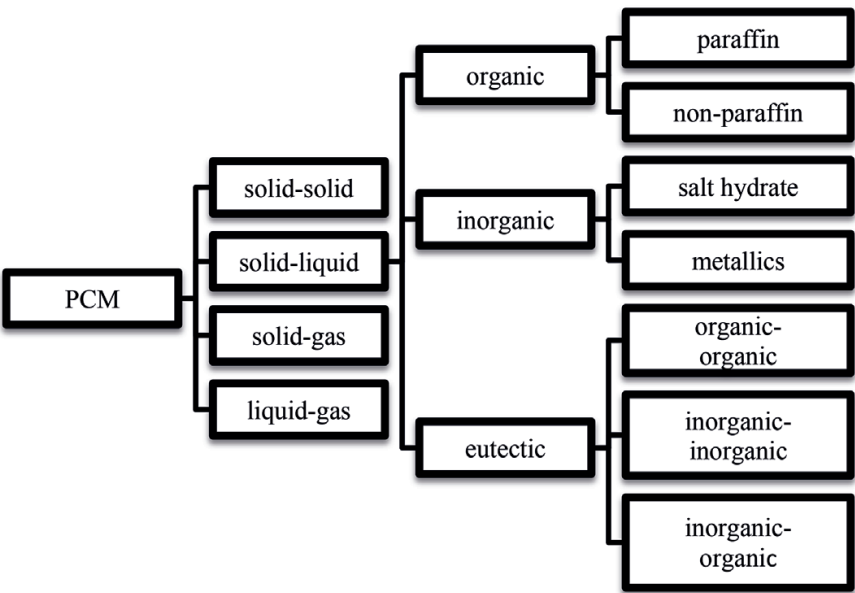 PCM
solid-solid
solid-liquid
solid-gas
liquid-gas
organic
inorganic
eutectic
paraffin
non-paraffin
salt hydrate
metallics
organic-
organic
inorganic-
inorganic
inorganic-
organic